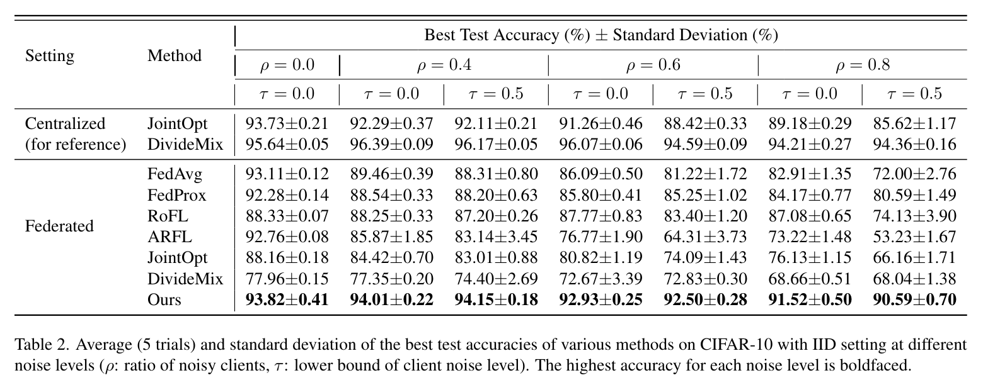 Setting Method Best Test Accuracy (%) ± Standard Deviation (%)
ρ = 0.0 ρ = 0.4 ρ = 0.6 ρ = 0.8
τ = 0.0 τ = 0.0 τ = 0.5 τ = 0.0 τ = 0.5 τ = 0.0 τ = 0.5
Centralized JointOpt 93.73±0.21 92.29±0.37 92.11±0.21 91.26±0.46 88.42±0.33 89.18±0.29 85.62±1.17
(for reference) DivideMix 95.64±0.05 96.39±0.09 96.17±0.05 96.07±0.06 94.59±0.09 94.21±0.27 94.36±0.16
FedAvg 93.11±0.12 89.46±0.39 88.31±0.80 86.09±0.50 81.22±1.72 82.91±1.35 72.00±2.76
FedProx 92.28±0.14 88.54±0.33 88.20±0.63 85.80±0.41 85.25±1.02 84.17±0.77 80.59±1.49
RoFL 88.33±0.07 88.25±0.33 87.20±0.26 87.77±0.83 83.40±1.20 87.08±0.65 74.13±3.90
Federated
ARFL 92.76±0.08 85.87±1.85 83.14±3.45 76.77±1.90 64.31±3.73 73.22±1.48 53.23±1.67
JointOpt 88.16±0.18 84.42±0.70 83.01±0.88 80.82±1.19 74.09±1.43 76.13±1.15 66.16±1.71
DivideMix 77.96±0.15 77.35±0.20 74.40±2.69 72.67±3.39 72.83±0.30 68.66±0.51 68.04±1.38
Ours 93.82±0.41 94.01±0.22 94.15±0.18 92.93±0.25 92.50±0.28 91.52±0.50 90.59±0.70
Table 2. Average (5 trials) and standard deviation of the best test accuracies of various methods on CIFAR-10 with IID setting at different
noise levels (ρ: ratio of noisy clients, τ: lower bound of client noise level). The highest accuracy for each noise level is boldfaced.